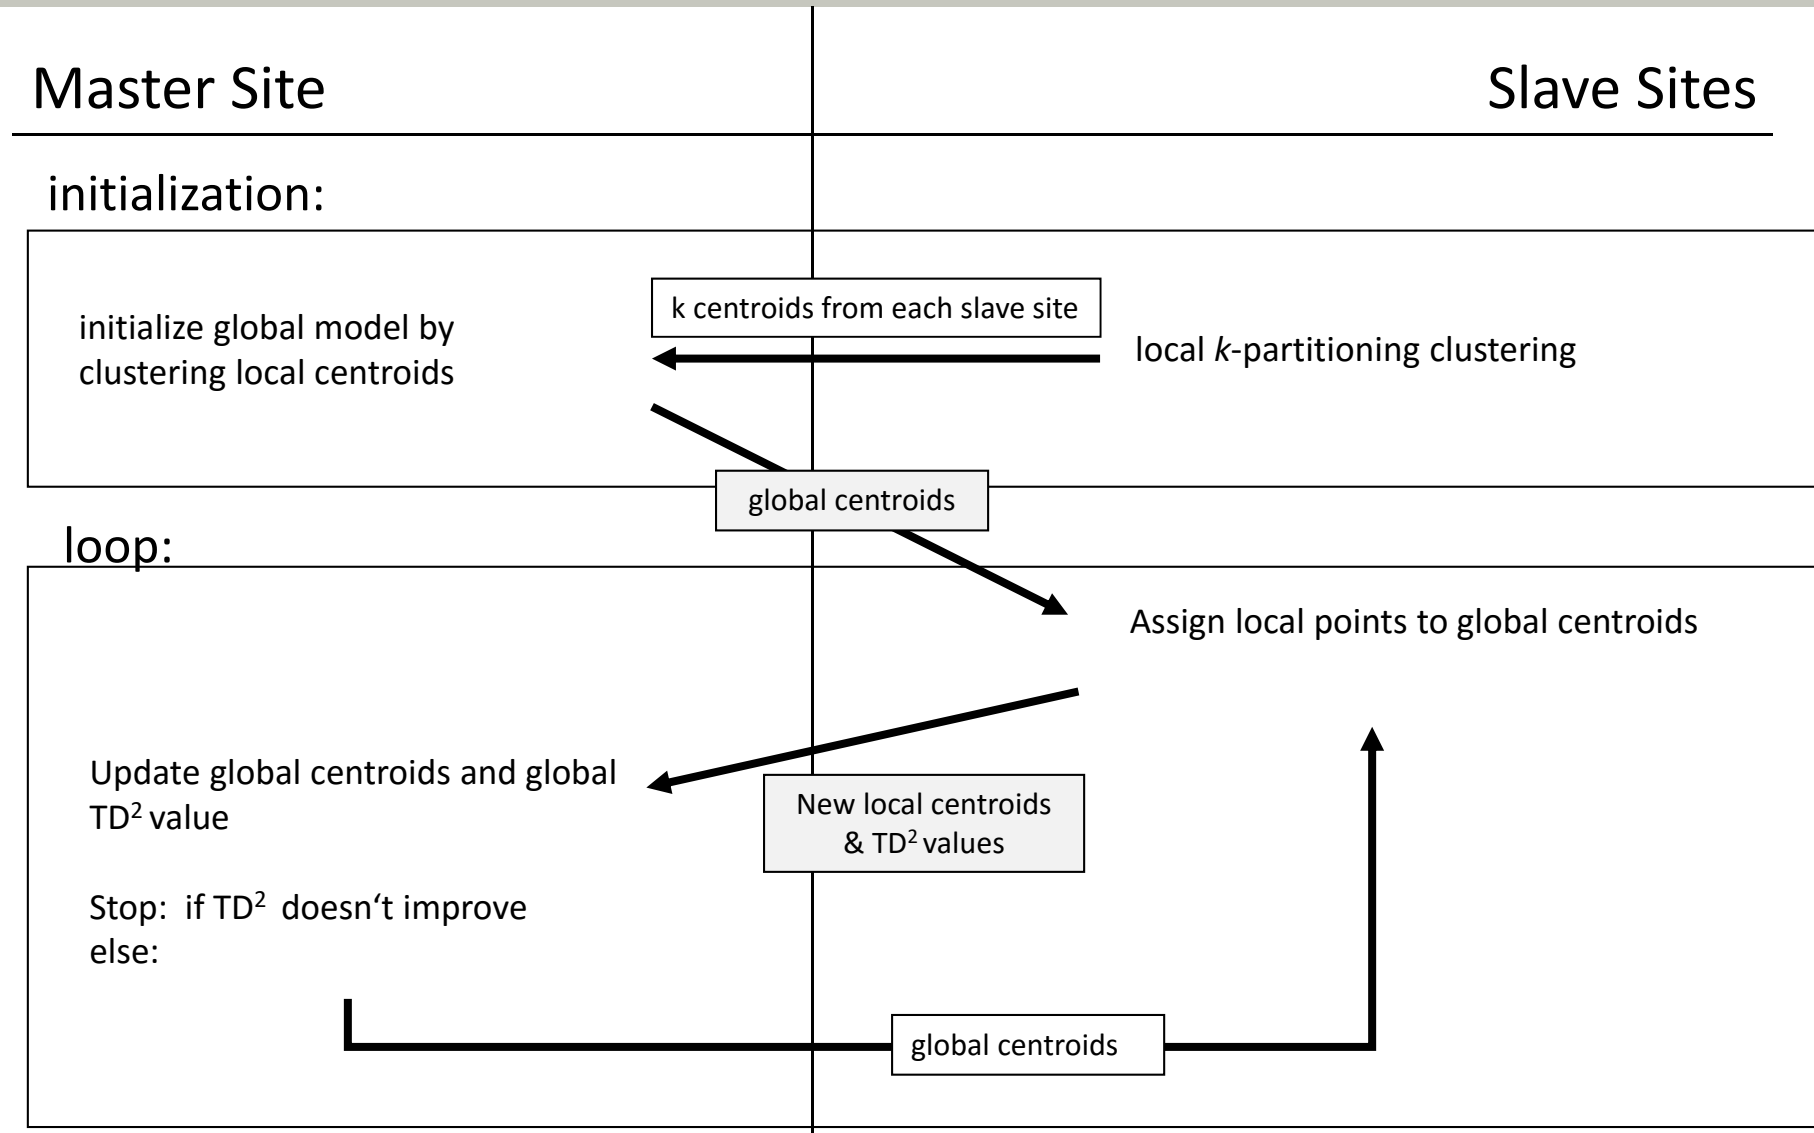 Master Site
Slave Sites
initialization:
k centroids from each slave site
initialize global model by
clustering local centroids
local k-partitioning clustering
global centroids
loop:
Assign local points to global centroids
Update global centroids and global
TD² value
New local centroids
& TD² values
Stop:  if TD²  doesn‘t improve
else:
global centroids